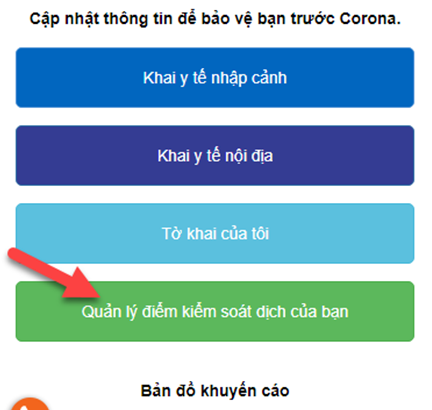 Cập nhật thông tin để bảo vệ bạn trước Corona.
Khai y tế nhập cảnh
Khai y tế nội địa
Tờ khai của tôi
Quản lý điểm kiểm soát dịch của bạn
Bản đồ khuyến cáo